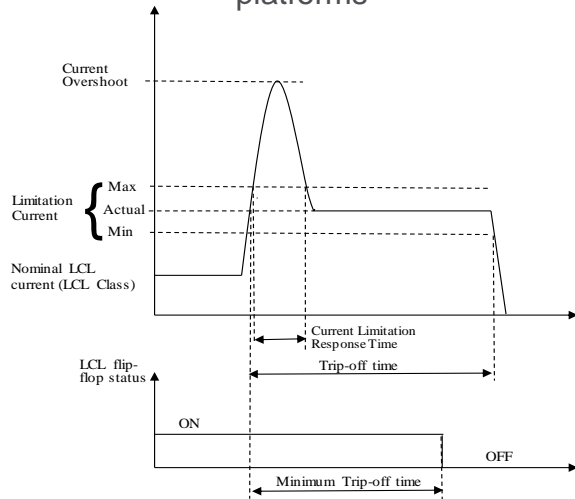 platforms
Current
Overshoot
Limitation
Current
{
Max
Actual
Min
Nominal LCL
current (LCL Class)
Current Limitation
Response Time
Trip-off time
LCL flip-
flop status
ON
OFF
Minimum Trip-off time